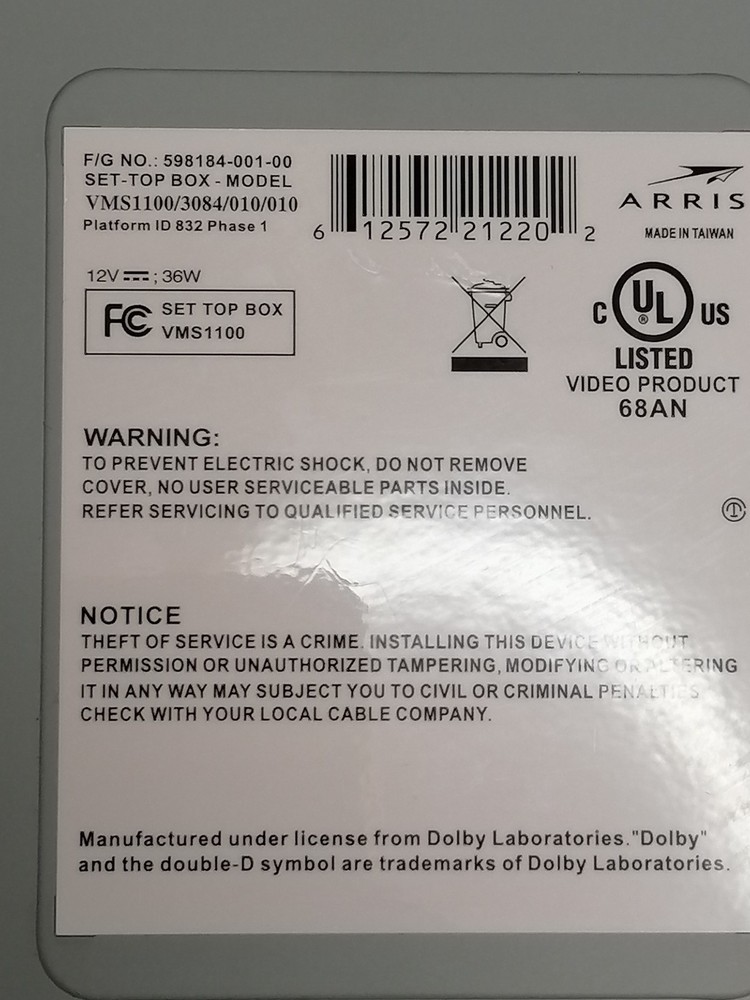 F/G NO.: 598184-001-00
SET-TOP BOX - MODEL
VMS1100/3084/010/010
Platform ID 832 Phase 1
6 12572 21220 2
ARRIS
MADE IN TAIWAN
12V ; 36W
FC SET TOP BOX
VMS1100
C UL US
®
LISTED
VIDEO PRODUCT
68AN
WARNING:
TO PREVENT ELECTRIC SHOCK, DO NOT REMOVE
COVER, NO USER SERVICEABLE PARTS INSIDE.
REFER SERVICING TO QUALIFIED SERVICE PERSONNEL.
T
NOTICE
THEFT OF SERVICE IS A CRIME. INSTALLING THIS DEVICE WITHOUT
PERMISSION OR UNAUTHORIZED TAMPERING, MODIFYING OR ALTERING
IT IN ANY WAY MAY SUBJECT YOU TO CIVIL OR CRIMINAL PENALTIES
CHECK WITH YOUR LOCAL CABLE COMPANY.
Manufactured under license from Dolby Laboratories."Dolby"
and the double-D symbol are trademarks of Dolby Laboratories.